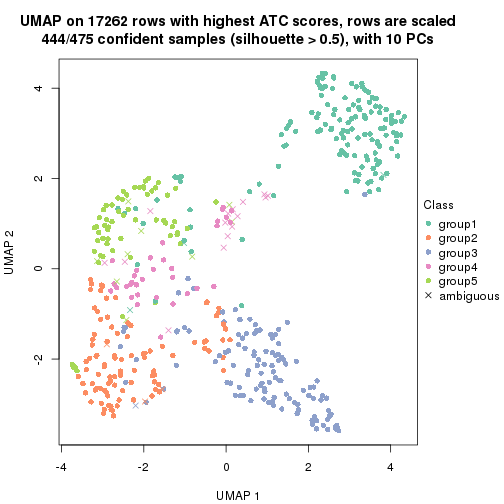 UMAP on 17262 rows with highest ATC scores, rows are scaled
444/475 confident samples (silhouette > 0.5), with 10 PCs
4
2
0
-2
UMAP 2
-4
-2
0
2
4
UMAP 1
Class
group1
group2
group3
group4
group5
ambiguous